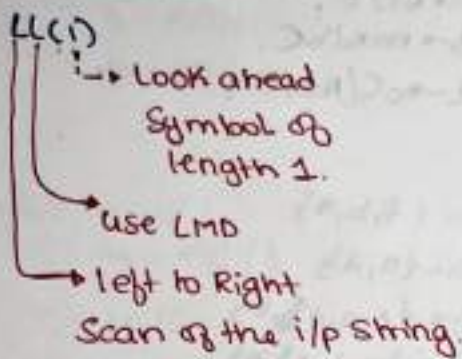 LL(1)
Look ahead
Symbol of
length 1.
use LMD
left to Right
Scan of the i/p string.